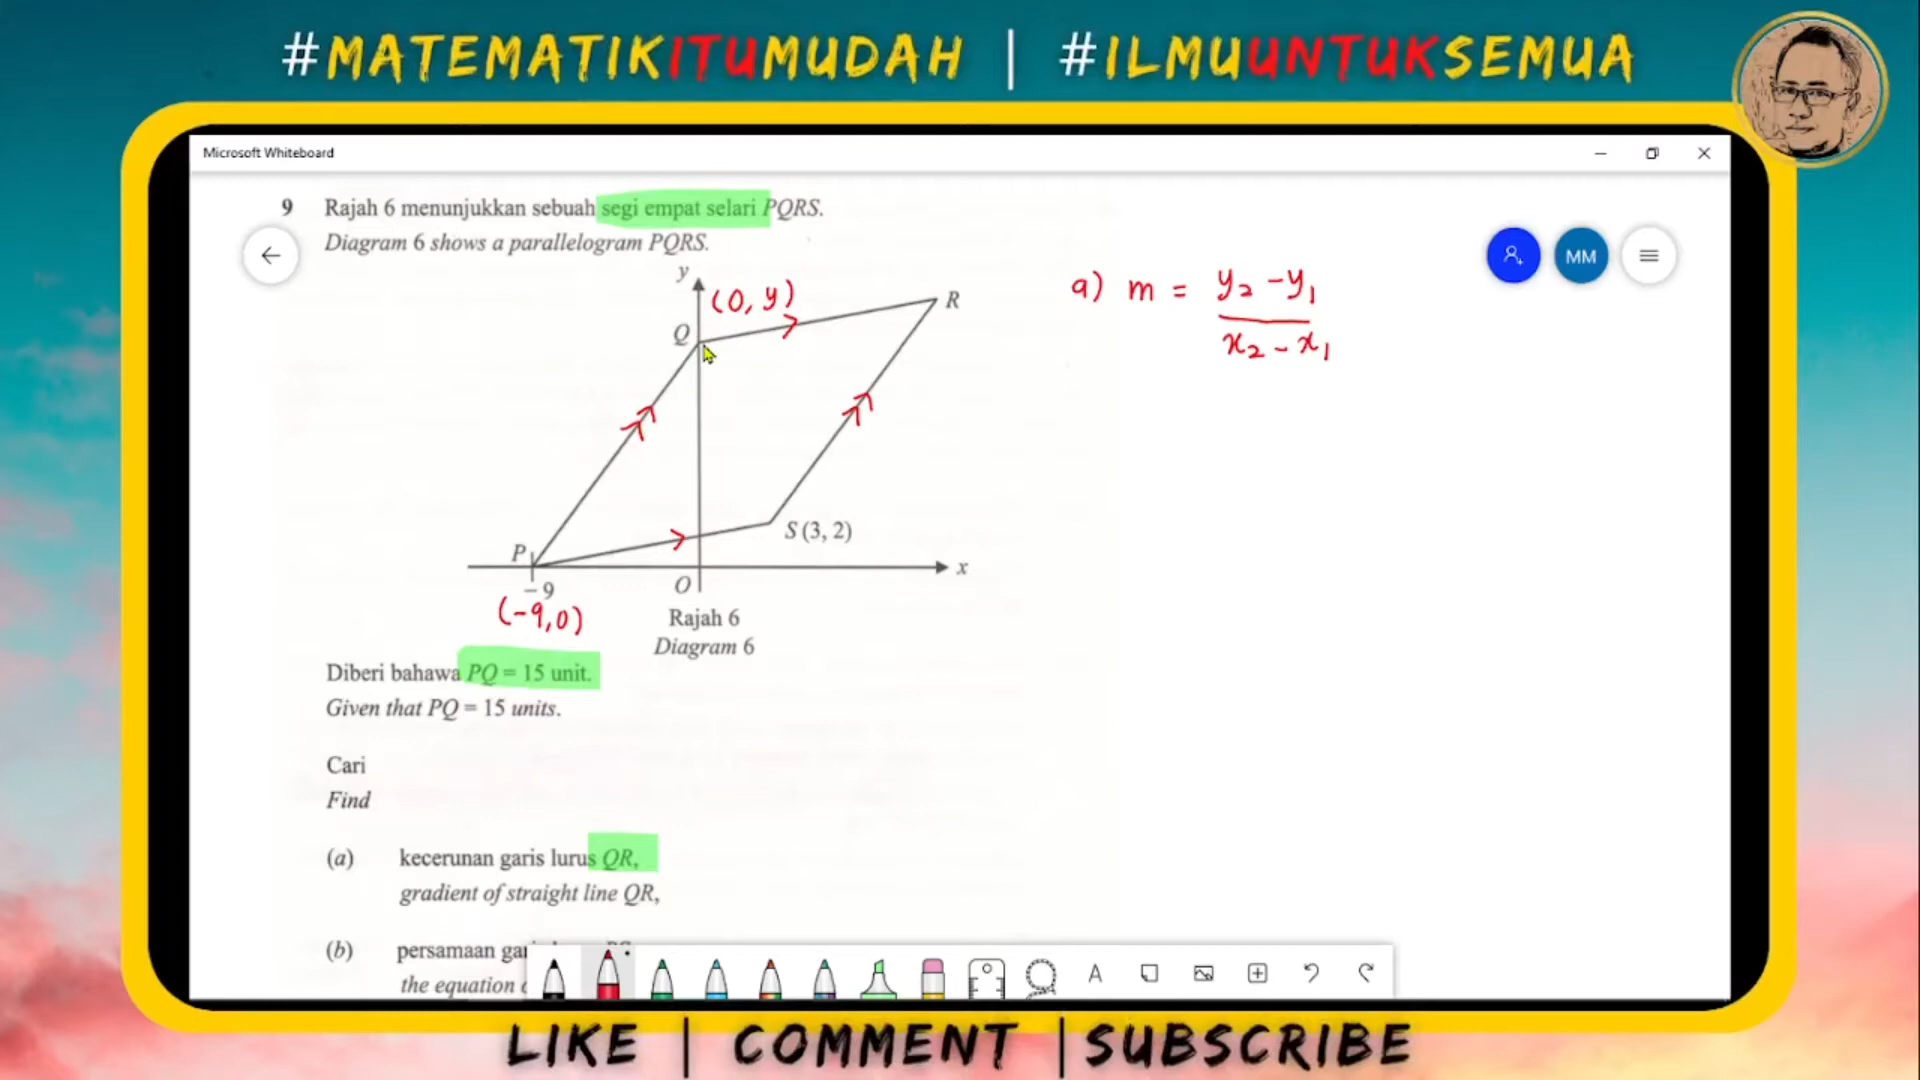 #MATEMATIKITUMUDAH | #ILMUUNTUKSEMUA
Microsoft Whiteboard
9 Rajah 6 menunjukkan sebuah segi empat selari PQRS.
Diagram 6 shows a parallelogram PQRS.
MM
y
(0, y)
Q
R
P
S (3, 2)
x
O
-9
(-9,0)
Rajah 6
Diagram 6
a) m = y₂ - y₁
x₂ - x₁
Diberi bahawa PQ = 15 unit.
Given that PQ = 15 units.
Cari
Find
(a) kecerunan garis lurus QR,
gradient of straight line QR,
(b) persamaan
the equation
A
LIKE | COMMENT | SUBSCRIBE